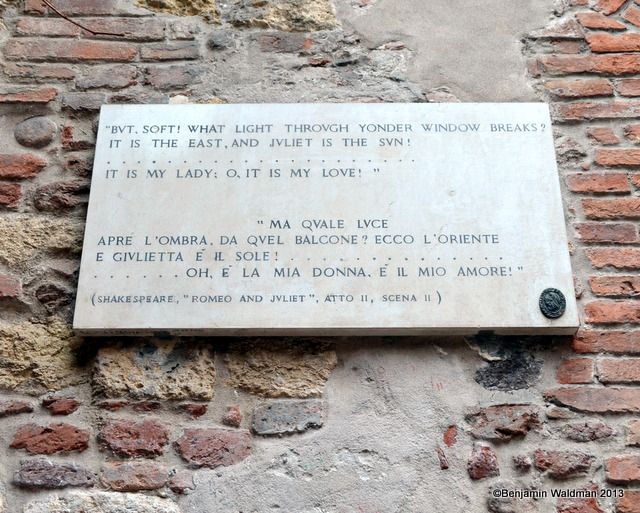 "BVT, SOFT! WHAT LIGHT THROVGH YONDER WINDOW BREAKS?
IT IS THE EAST, AND JVLIET IS THE SVN!
. . . . . . . . . . . . . . . . . . . . . . . .
IT IS MY LADY; O, IT IS MY LOVE! "
" MA QVALE LVCE
APRE L'OMBRA, DA QVEL BALCONE? ECCO L'ORIENTE
E GIVLIETTA È IL SOLE! . . . . . . . . . . . . . . . .
. . . . . . OH, È LA MIA DONNA, È IL MIO AMORE!"
(SHAKESPEARE, "ROMEO AND JVLIET", ATTO II, SCENA II)
©Benjamin Waldman 2013